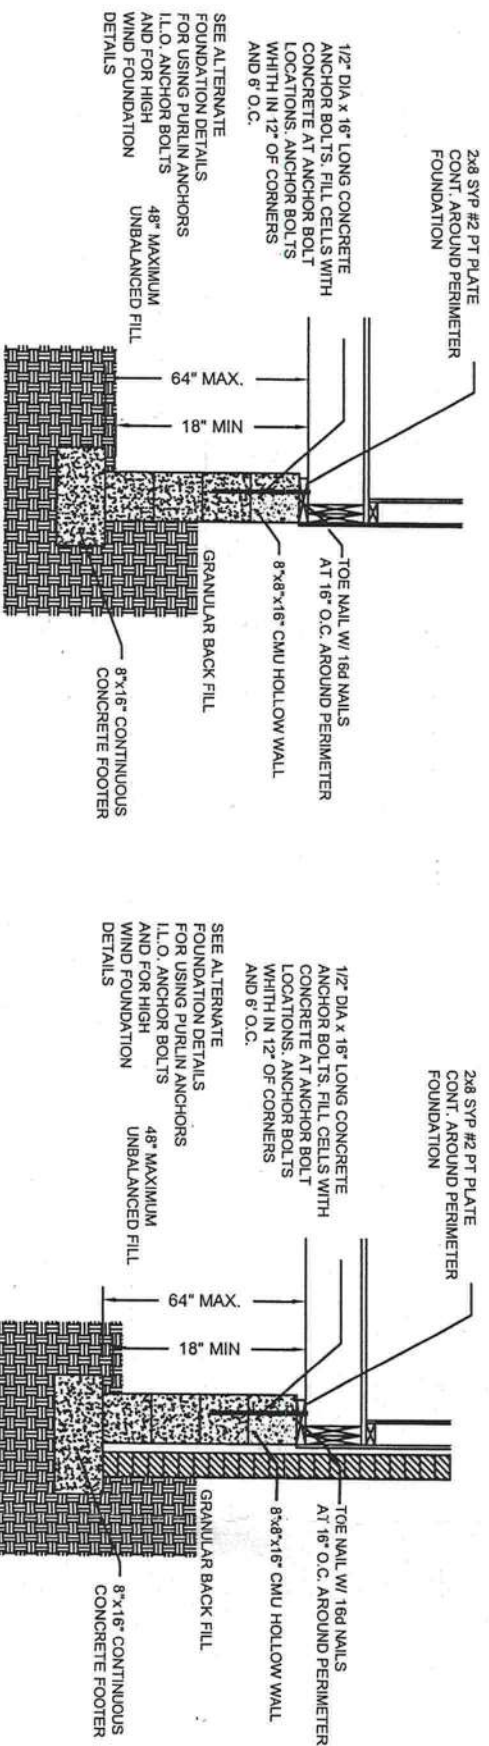 2x8 SYP #2 PT PLATE
CONT. AROUND PERIMETER
FOUNDATION
1/2" DIA x 16" LONG CONCRETE
ANCHOR BOLTS. FILL CELLS WITH
CONCRETE AT ANCHOR BOLT
LOCATIONS. ANCHOR BOLTS
WHITH IN 12" OF CORNERS
AND 6' O.C.
SEE ALTERNATE
FOUNDATION DETAILS
FOR USING PURLIN ANCHORS
I.L.O. ANCHOR BOLTS
AND FOR HIGH
WIND FOUNDATION
DETAILS
48" MAXIMUM
UNBALANCED FILL
64" MAX.
18" MIN
TOE NAIL W/ 16d NAILS
AT 16" O.C. AROUND PERIMETER
8"x8"x16" CMU HOLLOW WALL
GRANULAR BACK FILL
8"x16" CONTINUOUS
CONCRETE FOOTER
2x8 SYP #2 PT PLATE
CONT. AROUND PERIMETER
FOUNDATION
1/2" DIA x 16" LONG CONCRETE
ANCHOR BOLTS. FILL CELLS WITH
CONCRETE AT ANCHOR BOLT
LOCATIONS. ANCHOR BOLTS
WHITH IN 12" OF CORNERS
AND 6' O.C.
SEE ALTERNATE
FOUNDATION DETAILS
FOR USING PURLIN ANCHORS
I.L.O. ANCHOR BOLTS
AND FOR HIGH
WIND FOUNDATION
DETAILS
48" MAXIMUM
UNBALANCED FILL
64" MAX.
18" MIN
TOE NAIL W/ 16d NAILS
AT 16" O.C. AROUND PERIMETER
8"x8"x16" CMU HOLLOW WALL
GRANULAR BACK FILL
8"x16" CONTINUOUS
CONCRETE FOOTER